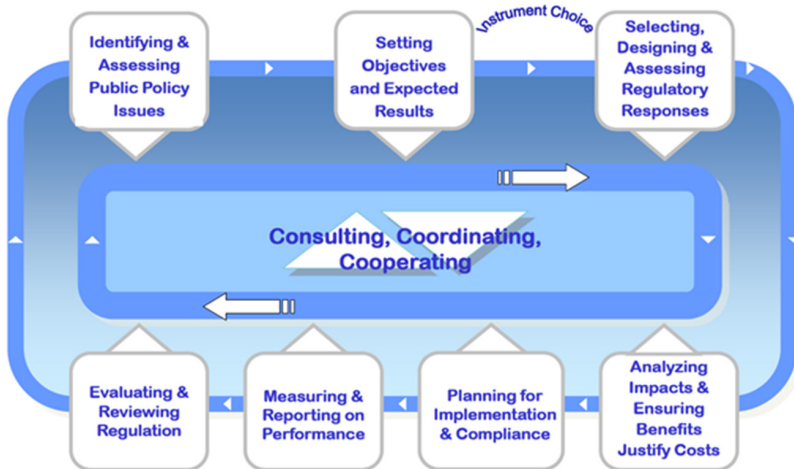 Identifying &
Assessing
Public Policy
Issues
Setting
Objectives
and Expected
Results
Instrument Choice
Selecting,
Designing &
Assessing
Regulatory
Responses
Consulting, Coordinating,
Cooperating
Evaluating &
Reviewing
Regulation
Measuring &
Reporting on
Performance
Planning for
Implementation
& Compliance
Analyzing
Impacts &
Ensuring
Benefits
Justify Costs